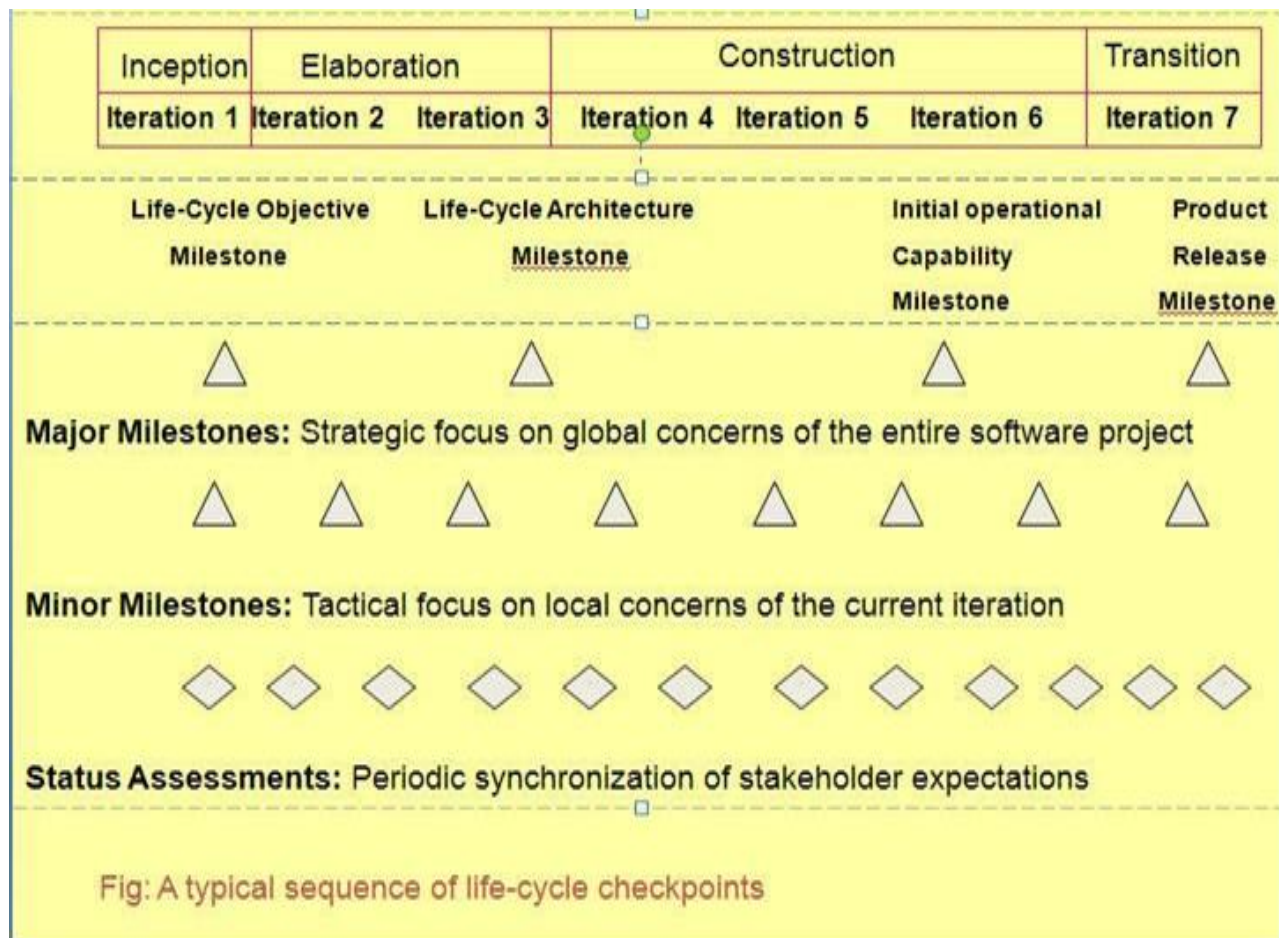 Inception Elaboration Construction Transition
Iteration 1 Iteration 2 Iteration 3 Iteration 4 Iteration 5 Iteration 6 Iteration 7
Life-Cycle Objective Life-Cycle Architecture Initial operational Product
Milestone Milestone Capability Release
Milestone Milestone
Major Milestones: Strategic focus on global concerns of the entire software project
Minor Milestones: Tactical focus on local concerns of the current iteration
Status Assessments: Periodic synchronization of stakeholder expectations
Fig: A typical sequence of life-cycle checkpoints